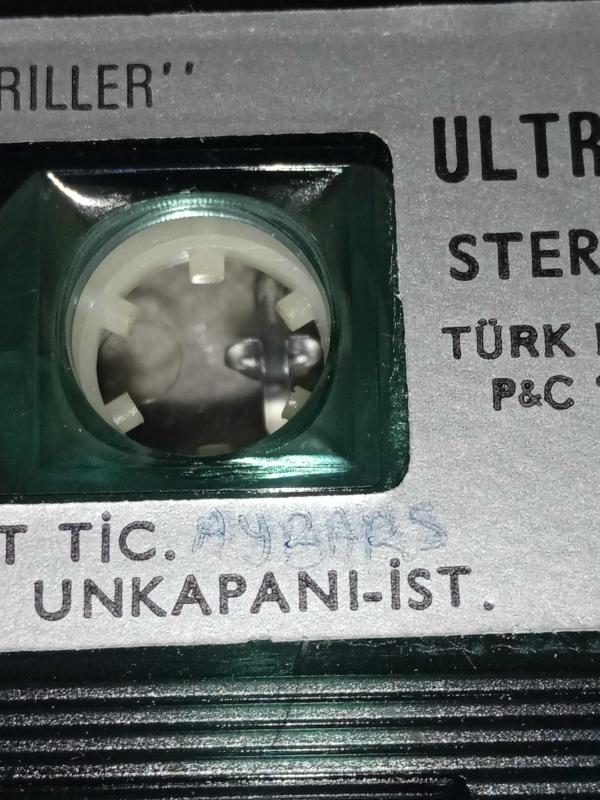 RILLER"
ULTR
STER
TÜRK
P&C
T TİC. AYBARS
UNKAPANI-İST.